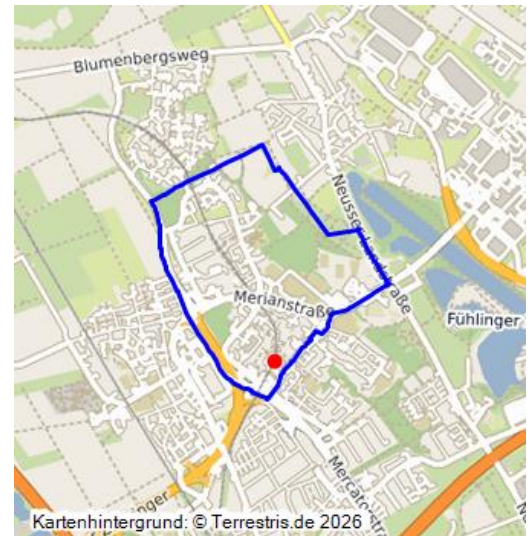 Blumenbergsweg
Neusser Landstraße
Merianstraße
Fühlinger
Mercatorstraße
Kartenhintergrund: © Terrestris.de 2026